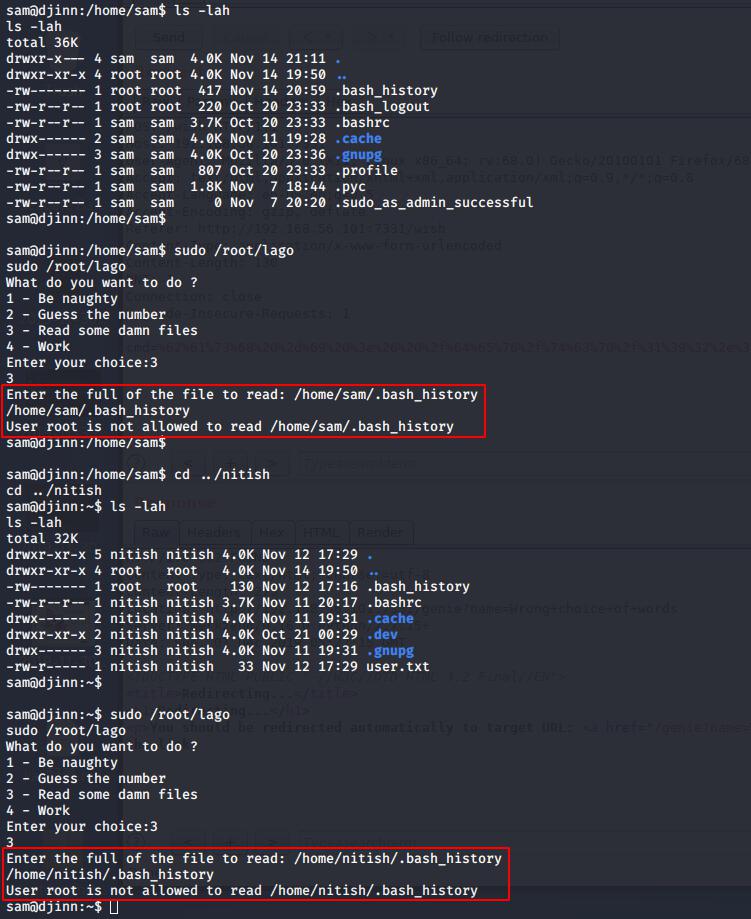 sam@djinn:/home/sam$ ls -lah
ls -lah
total 36K
drwxr-x--- 4 sam  sam  4.0K Nov 14 21:11 .
drwxr-xr-x 4 root root 4.0K Nov 14 19:50 ..
-rw------- 1 root root  417 Nov 14 20:59 .bash_history
-rw-r--r-- 1 root root  220 Oct 20 23:33 .bash_logout
-rw-r--r-- 1 sam  sam  3.7K Oct 20 23:33 .bashrc
drwx------ 2 sam  sam  4.0K Nov 11 19:28 .cache
drwx------ 3 sam  sam  4.0K Oct 20 23:36 .gnupg
-rw-r--r-- 1 sam  sam   807 Oct 20 23:33 .profile
-rw-r--r-- 1 sam  sam  1.8K Nov  7 18:44 .pyc
-rw-r--r-- 1 sam  sam     0 Nov  7 20:20 .sudo_as_admin_successful
sam@djinn:/home/sam$
sam@djinn:/home/sam$ sudo /root/lago
sudo /root/lago
What do you want to do ?
1 - Be naughty
2 - Guess the number
3 - Read some damn files
4 - Work
Enter your choice:3
3
Enter the full of the file to read: /home/sam/.bash_history
/home/sam/.bash_history
User root is not allowed to read /home/sam/.bash_history
sam@djinn:/home/sam$
sam@djinn:/home/sam$ cd ../nitish
cd ../nitish
sam@djinn:~$ ls -lah
ls -lah
total 32K
drwxr-xr-x 5 nitish nitish 4.0K Nov 12 17:29 .
drwxr-xr-x 4 root   root   4.0K Nov 14 19:50 ..
-rw------- 1 root   root    130 Nov 12 17:16 .bash_history
-rw-r--r-- 1 nitish nitish 3.7K Nov 11 20:17 .bashrc
drwx------ 2 nitish nitish 4.0K Nov 11 19:31 .cache
drwxr-xr-x 2 nitish nitish 4.0K Oct 21 00:29 .dev
drwx------ 3 nitish nitish 4.0K Nov 11 19:31 .gnupg
-rw-r----- 1 nitish nitish   33 Nov 12 17:29 user.txt
sam@djinn:~$
sam@djinn:~$ sudo /root/lago
sudo /root/lago
What do you want to do ?
1 - Be naughty
2 - Guess the number
3 - Read some damn files
4 - Work
Enter your choice:3
3
Enter the full of the file to read: /home/nitish/.bash_history
/home/nitish/.bash_history
User root is not allowed to read /home/nitish/.bash_history
sam@djinn:~$